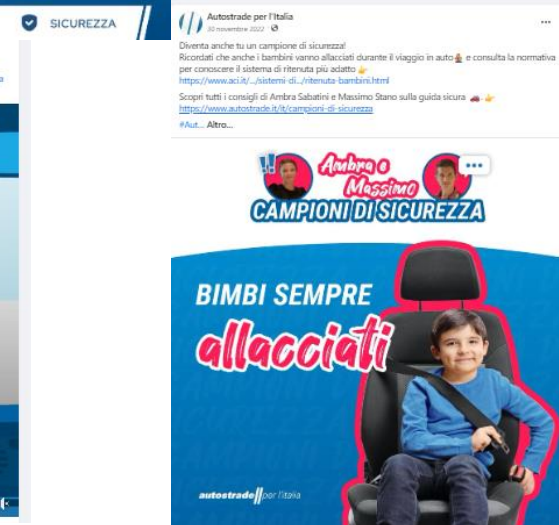 SICUREZZA
Autostrade per l'Italia
30 novembre 2022
Diventa anche tu un campione di sicurezza!
Ricordati che anche i bambini vanno allacciati durante il viaggio in auto e consulta la normativa
per conoscere il sistema di ritenuta più adatto
https://www.aci.it/.../sistemi-di.../ritenuta-bambini.html
Scopri tutti i consigli di Ambra Sabatini e Massimo Stano sulla guida sicura
https://www.autostrade.it/it/campioni-di-sicurezza
#Aut... Altro...
Ambra e
Massimo
CAMPIONI DI SICUREZZA
BIMBI SEMPRE
allacciati
autostrade//per l'italia